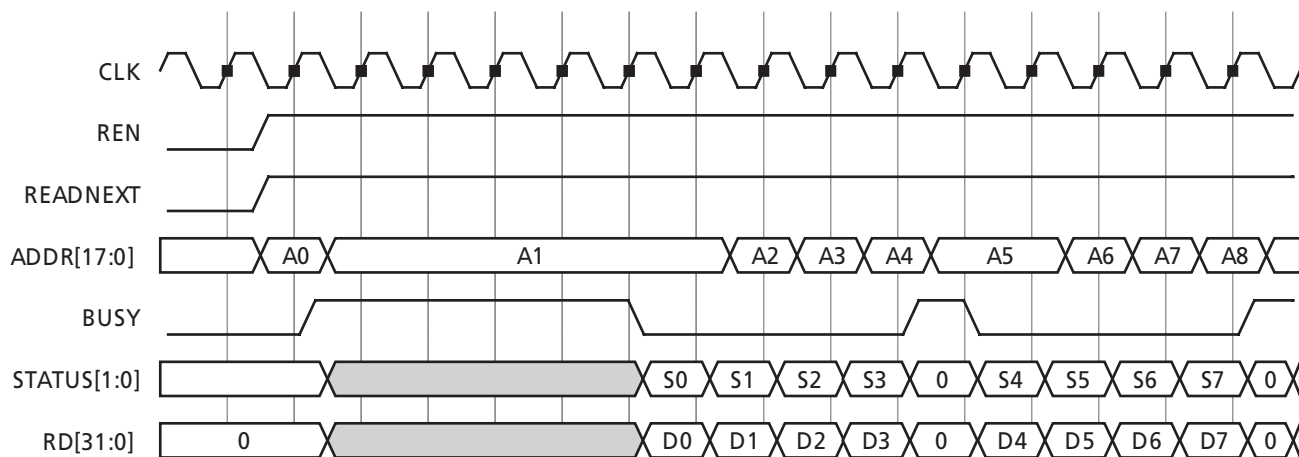 CLK
REN
READNEXT
ADDR[17:0] A0 A1 A2 A3 A4 A5 A6 A7 A8
BUSY
STATUS[1:0] S0 S1 S2 S3 0 S4 S5 S6 S7 0
RD[31:0] 0 D0 D1 D2 D3 0 D4 D5 D6 D7 0